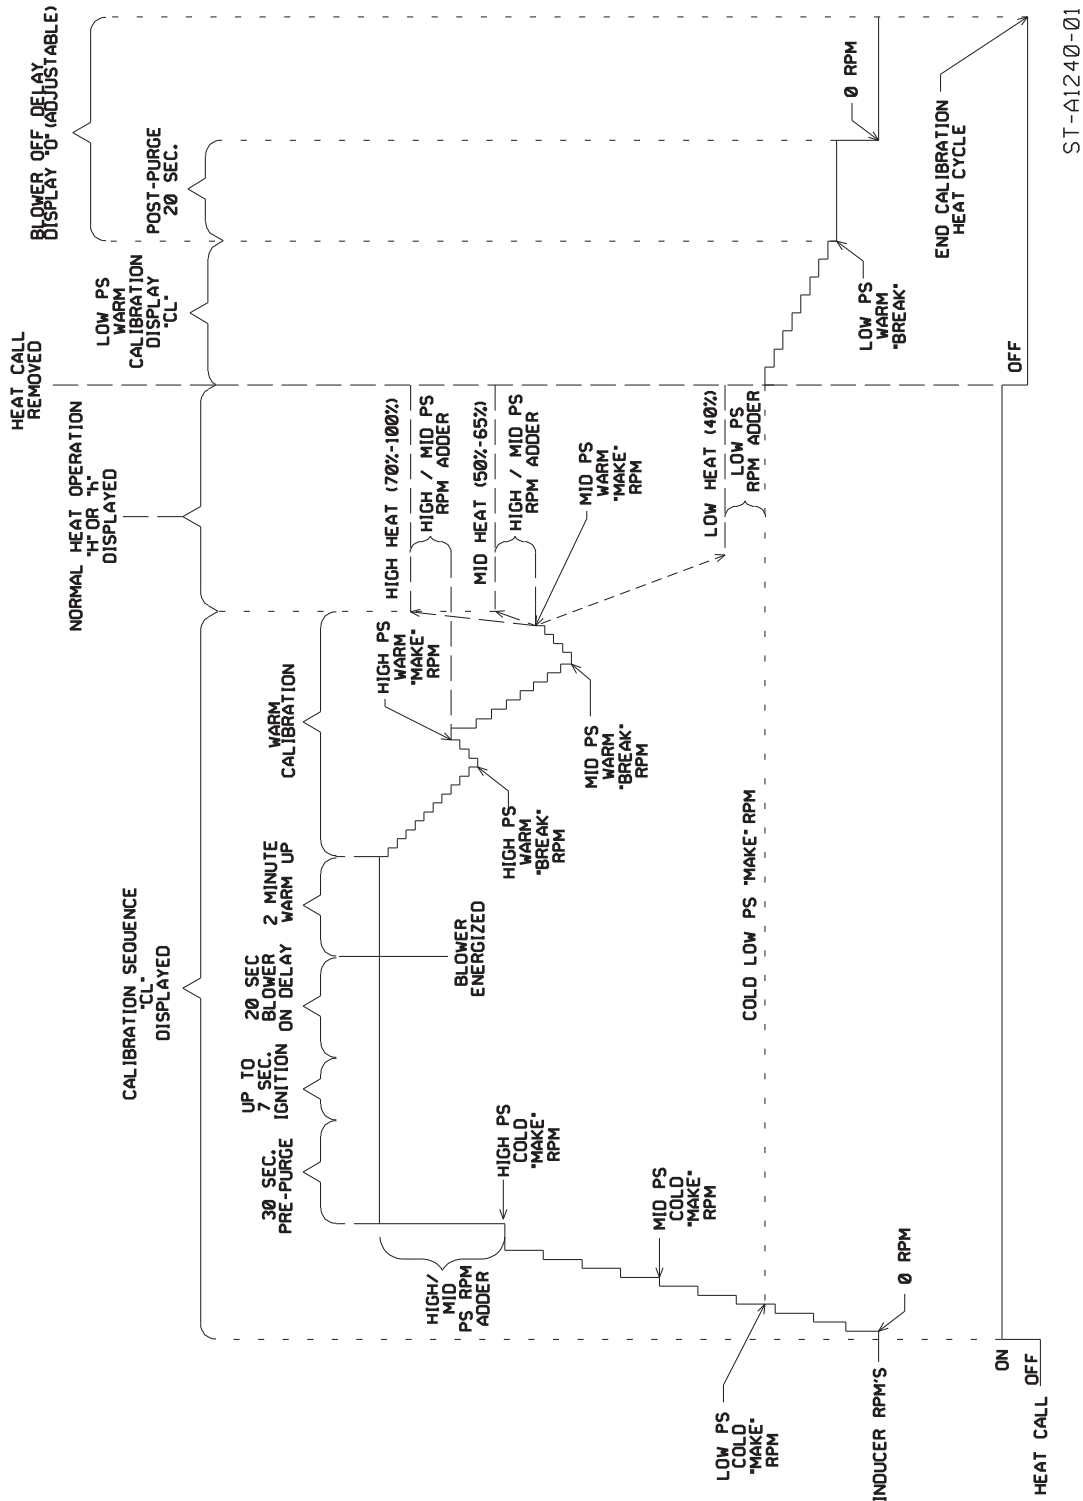 HEAT CALL
REMOVED
BLOWER OFF DELAY
DISPLAY "D" (ADJUSTABLE)
NORMAL HEAT OPERATION
"H" OR "h"
DISPLAYED
CALIBRATION SEQUENCE
"CL"
DISPLAYED
LOW PS
WARM
CALIBRATION
DISPLAY
"CL"
POST-PURGE
20 SEC.
30 SEC.
PRE-PURGE
UP TO
7 SEC.
IGNITION
20 SEC
BLOWER
ON DELAY
2 MINUTE
WARM UP
WARM
CALIBRATION
BLOWER
ENERGIZED
HIGH PS
WARM
"MAKE"
RPM
HIGH HEAT (70%-100%)
HIGH / MID PS
RPM ADDER
MID HEAT (50%-65%)
HIGH / MID PS
RPM ADDER
HIGH PS
WARM
"BREAK"
RPM
MID PS
WARM
"BREAK"
RPM
MID PS
WARM
"MAKE"
RPM
LOW HEAT (40%)
LOW PS
RPM ADDER
HIGH/
MID
PS RPM
ADDER
HIGH PS
COLD
"MAKE"
RPM
MID PS
COLD
"MAKE"
RPM
LOW PS
COLD
"MAKE"
RPM
COLD LOW PS "MAKE" RPM
LOW PS
WARM
"BREAK"
0 RPM
INDUCER RPM'S
0 RPM
END CALIBRATION
HEAT CYCLE
ON
OFF
OFF
HEAT CALL
ST-A1240-01